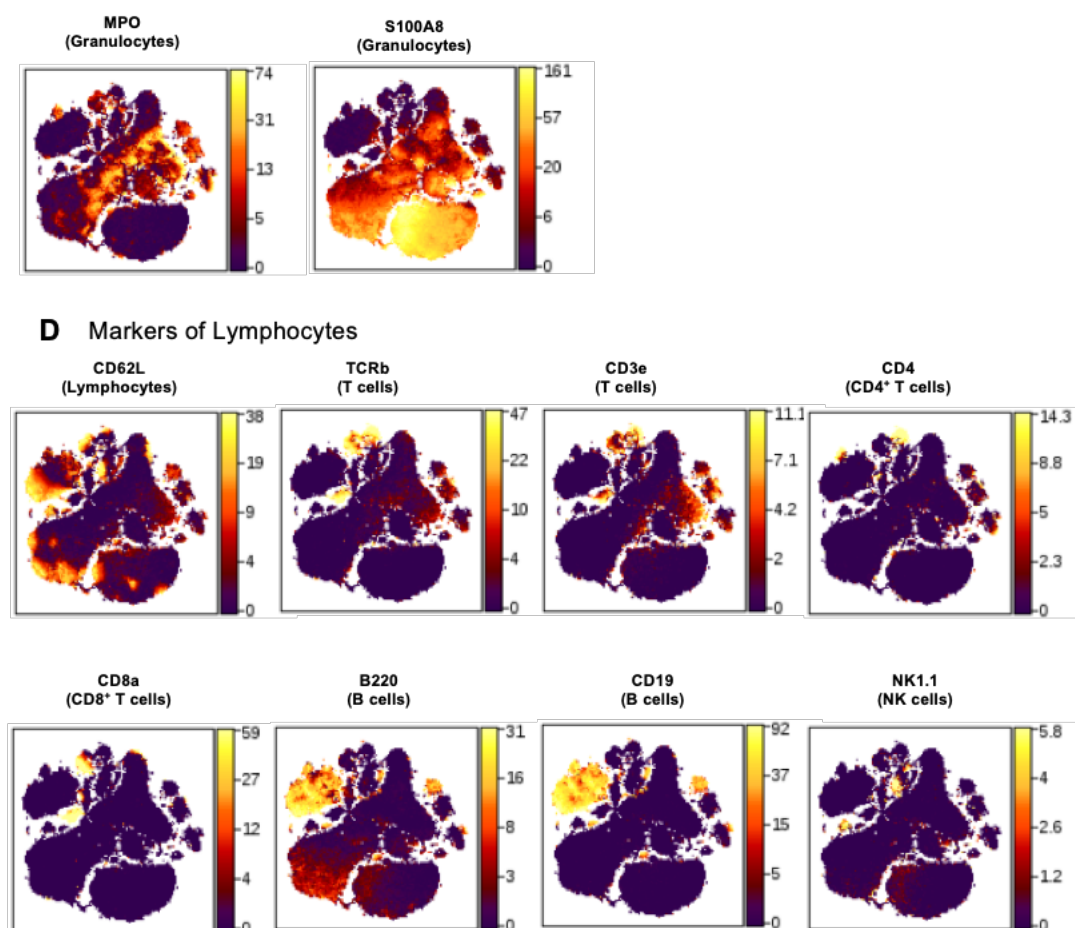 MPO
(Granulocytes)
S100A8
(Granulocytes)
74
31
13
5
0
161
57
20
6
0
D Markers of Lymphocytes
CD62L
(Lymphocytes)
TCRb
(T cells)
CD3e
(T cells)
CD4
(CD4⁺ T cells)
38
19
9
4
0
47
22
10
4
0
11.1
7.1
4.2
2
0
14.3
8.8
5
2.3
0
CD8a
(CD8⁺ T cells)
B220
(B cells)
CD19
(B cells)
NK1.1
(NK cells)
59
27
12
4
0
31
16
8
3
0
92
37
15
5
0
5.8
4
2.6
1.2
0